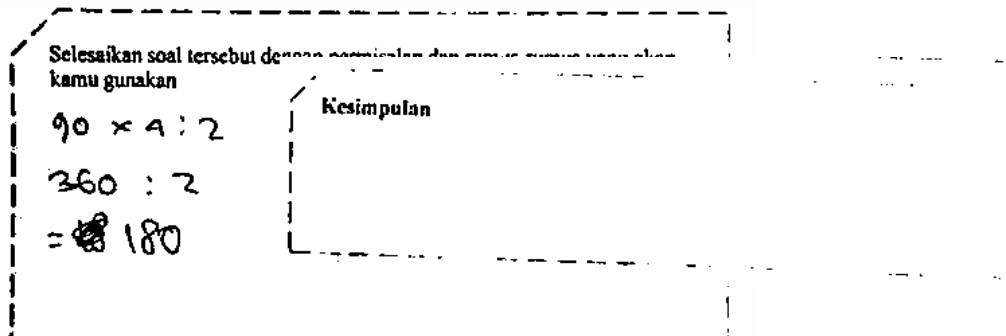 Selesaikan soal tersebut dengan
kamu gunakan
90 × 4 : 2
360 : 2
= 180
Kesimpulan